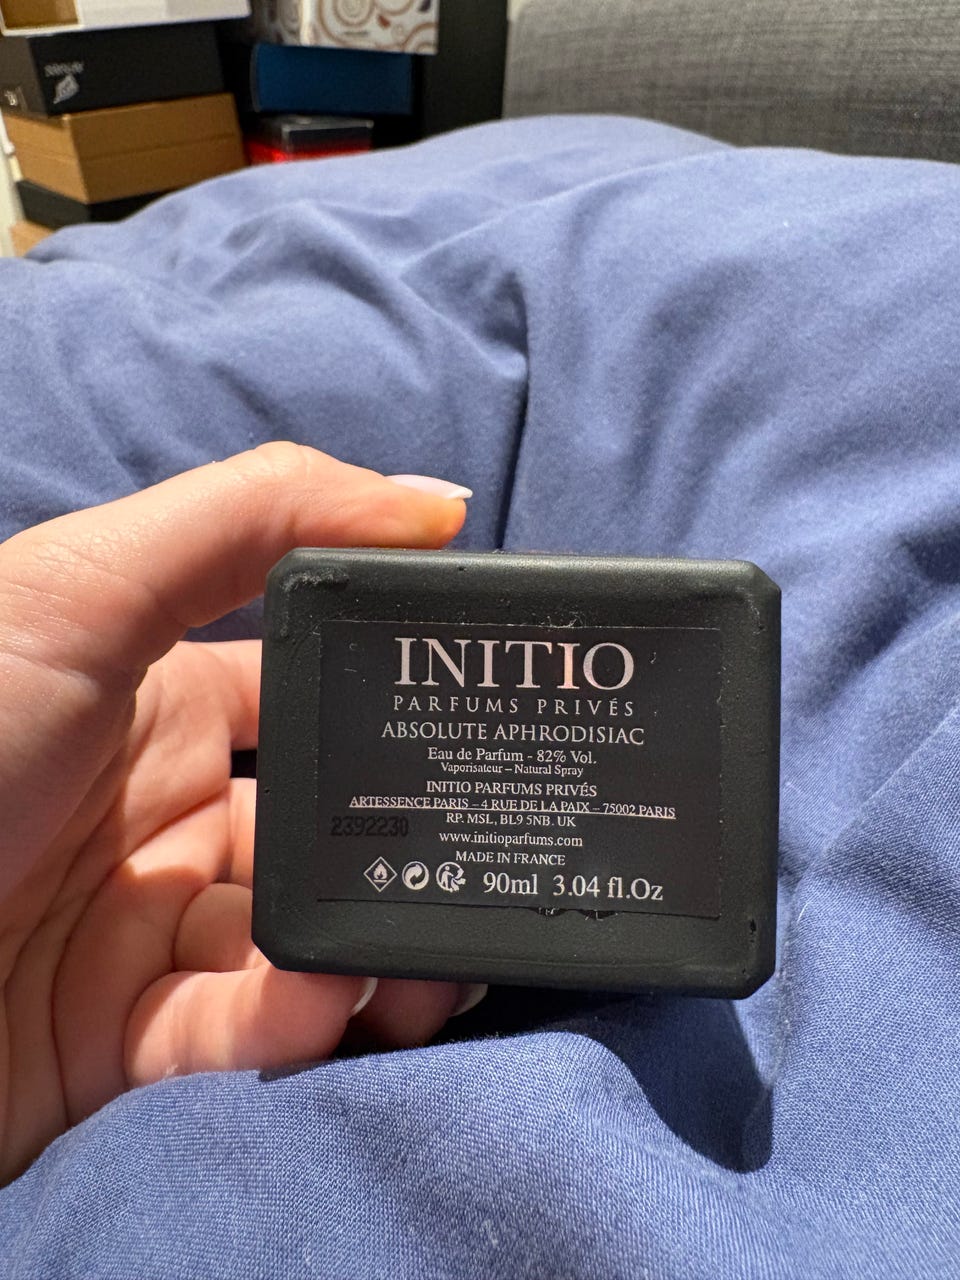 INITIO
PARFUMS PRIVÉS
ABSOLUTE APHRODISIAC
Eau de Parfum - 82% Vol.
Vaporisateur – Natural Spray
INITIO PARFUMS PRIVÉS
ARTESSENCE PARIS – 4 RUE DE LA PAIX – 75002 PARIS
RP. MSL, BL9 5NB. UK
2392230
www.initioparfums.com
MADE IN FRANCE
90ml 3.04 fl.Oz